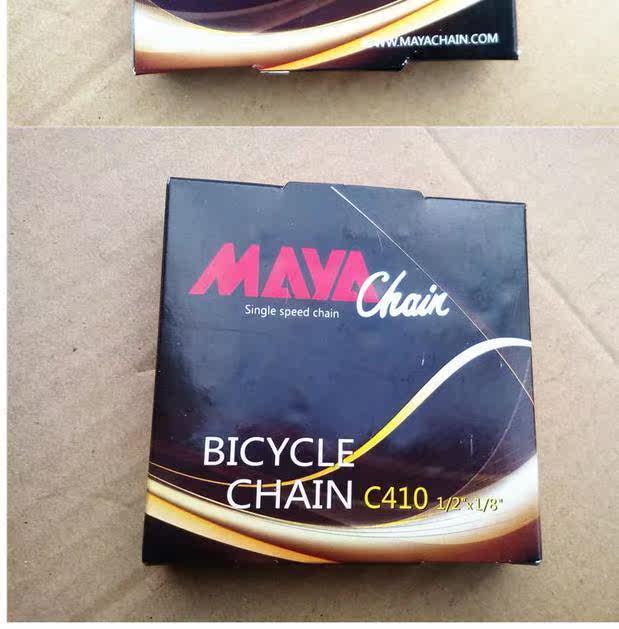 WWW.MAYACHAIN.COM
MAYA Chain
Single speed chain
BICYCLE
CHAIN C410 1/2"x1/8"